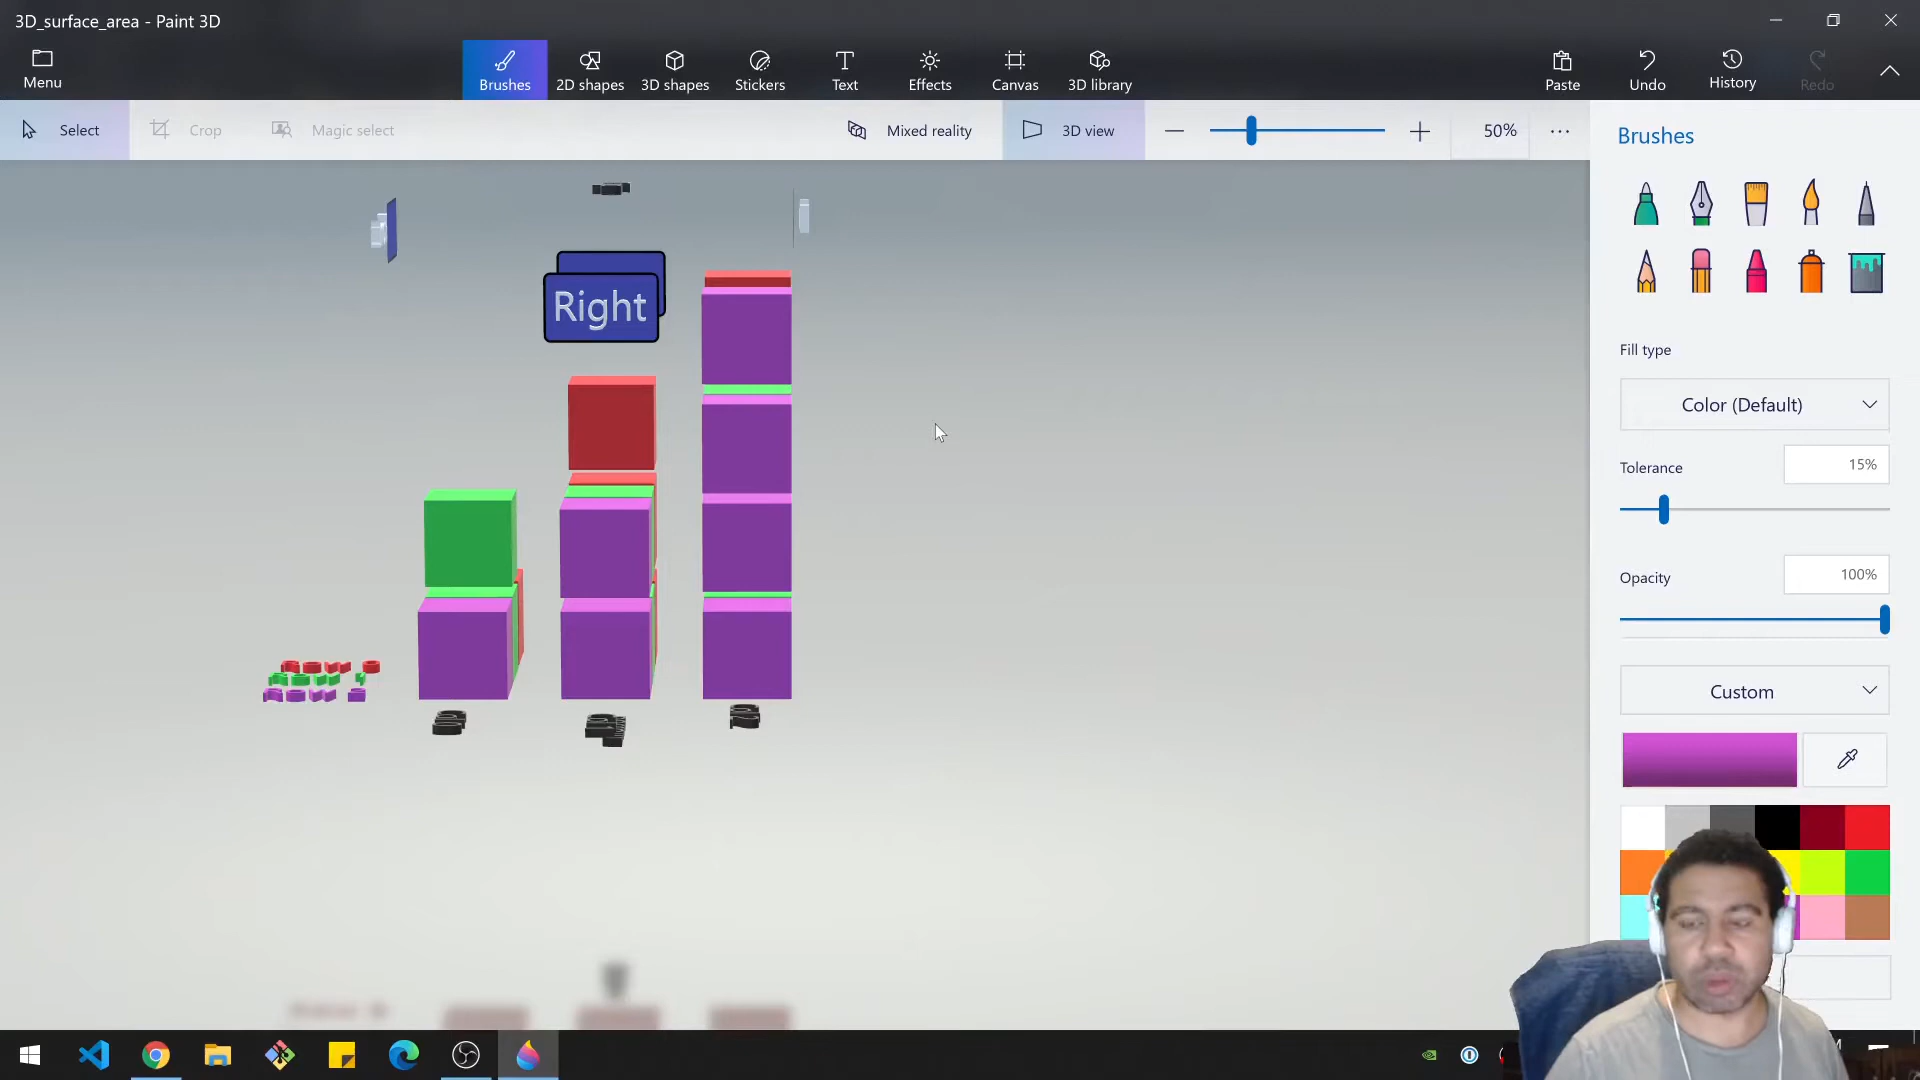 3D_surface_area - Paint 3D
Menu
Brushes
2D shapes
3D shapes
Stickers
Text
Effects
Canvas
3D library
Paste
Undo
History
Redo
Select
Crop
Magic select
Mixed reality
3D view
50%
Brushes
Right
Fill type
Color (Default)
Tolerance
15%
Opacity
100%
Custom